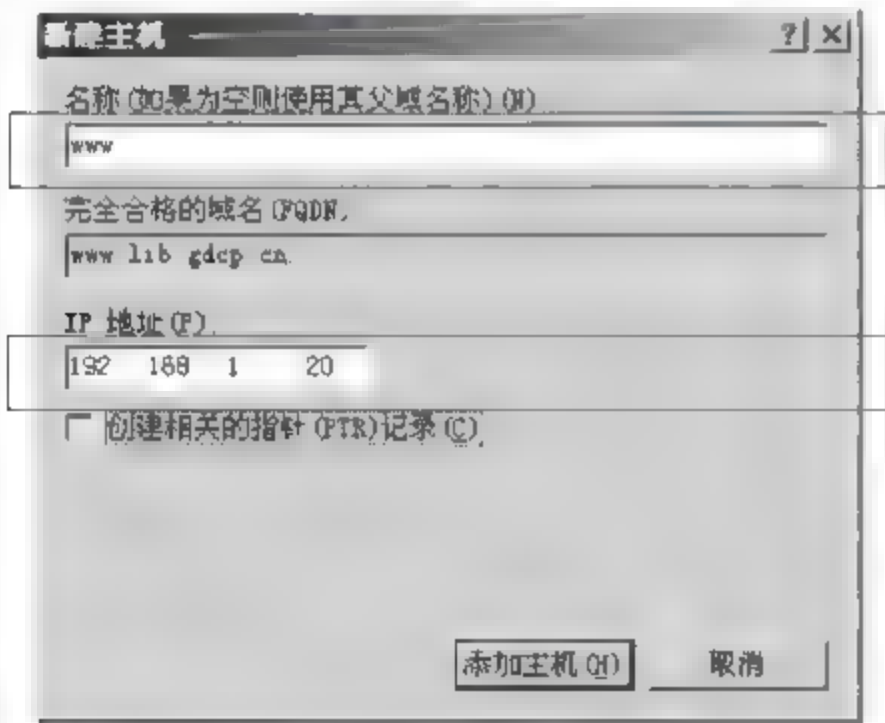 新建主机
名称(如果为空则使用其父域名称)(N)
www
完全合格的域名(FQDN)
www lib gdcp cn.
IP 地址(P)
192 168 1 20
创建相关的指针(PTR)记录(C)
添加主机(H) 取消